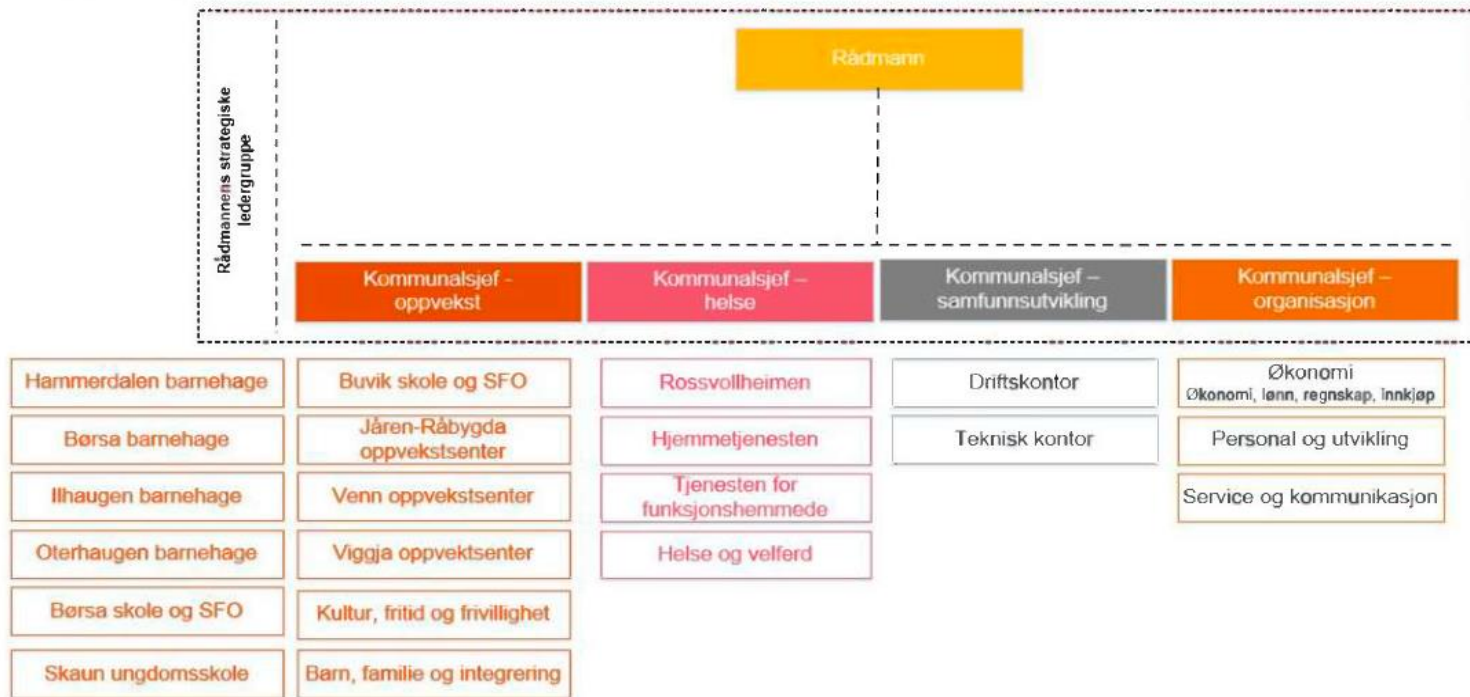 Rådmann
Rådmannens strategiske
ledergruppe
Kommunalsjef -
oppvekst
Kommunalsjef –
helse
Kommunalsjef –
samfunnsutvikling
Kommunalsjef –
organisasjon
Hammerdalen barnehage
Børsa barnehage
Ilhaugen barnehage
Oterhaugen barnehage
Børsa skole og SFO
Skaun ungdomsskole
Buvik skole og SFO
Jåren-Råbygda
oppvekstsenter
Venn oppvekstsenter
Viggja oppvektsenter
Kultur, fritid og frivillighet
Barn, familie og integrering
Rossvollheimen
Hjemmetjenesten
Tjenesten for
funksjonshemmede
Helse og velferd
Driftskontor
Teknisk kontor
Økonomi
Økonomi, lønn, regnskap, innkjøp
Personal og utvikling
Service og kommunikasjon